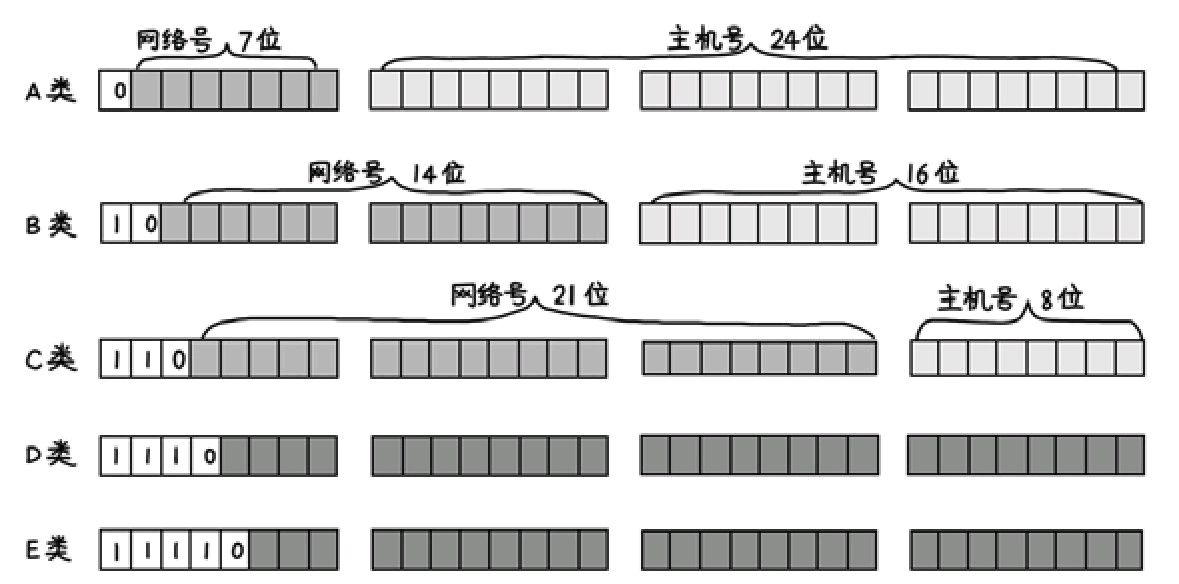 网络号 7位 主机号 24位
A类 0
网络号 14位 主机号 16位
B类 1 0
网络号 21位 主机号 8位
C类 1 1 0
D类 1 1 1 0
E类 1 1 1 1 0